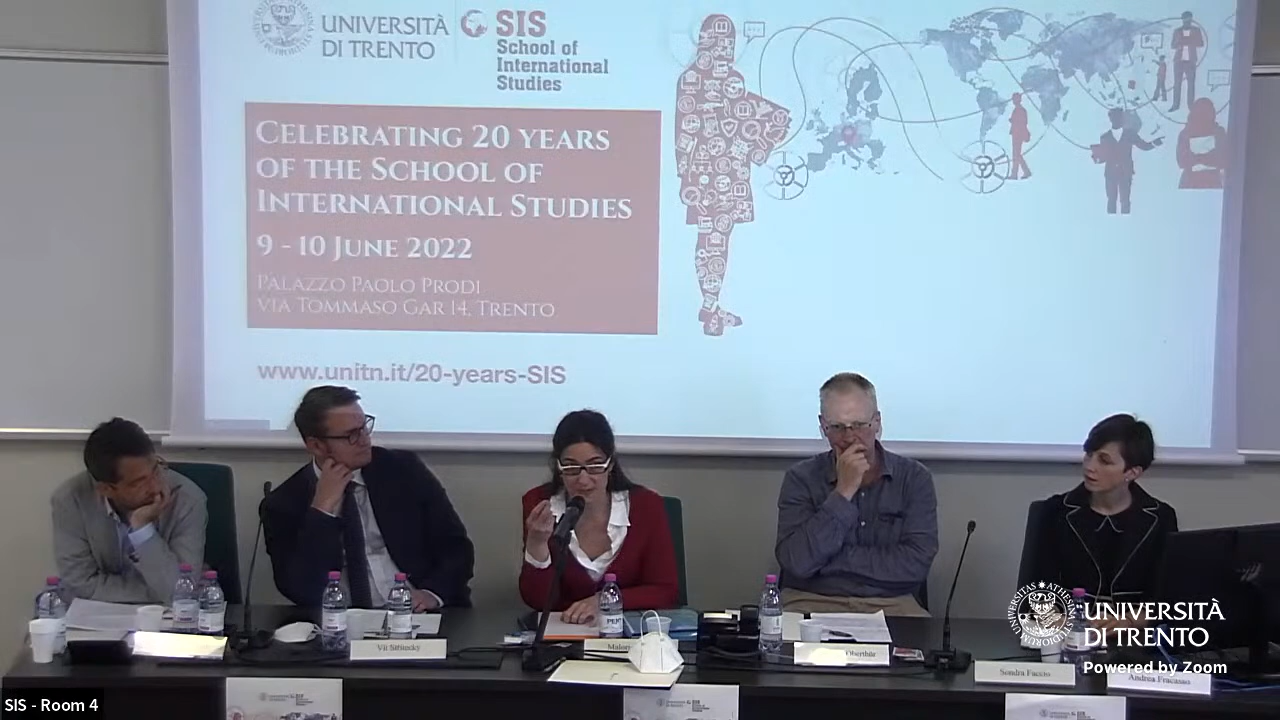 UNIVERSITÀ
DI TRENTO
SIS
School of
International
Studies
CELEBRATING 20 YEARS
OF THE SCHOOL OF
INTERNATIONAL STUDIES
9 - 10 JUNE 2022
PALAZZO PAOLO PRODI
VIA TOMMASO GAR 14, TRENTO
www.unitn.it/20-years-SIS
Oberthür
Sondra Faccio
Andrea Fracasso
UNIVERSITÀ
DI TRENTO
Powered by Zoom
SIS - Room 4
SIS